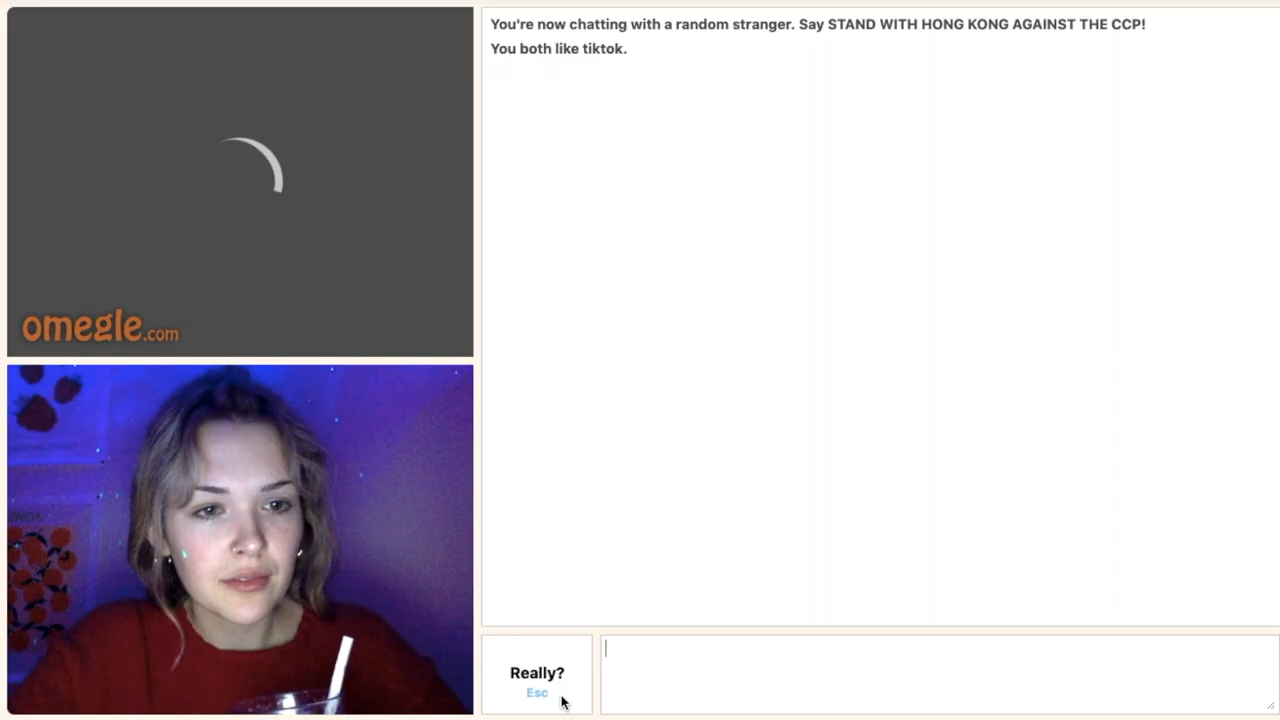 You're now chatting with a random stranger. Say STAND WITH HONG KONG AGAINST THE CCP!
You both like tiktok.
omegle.com
Really?
Esc